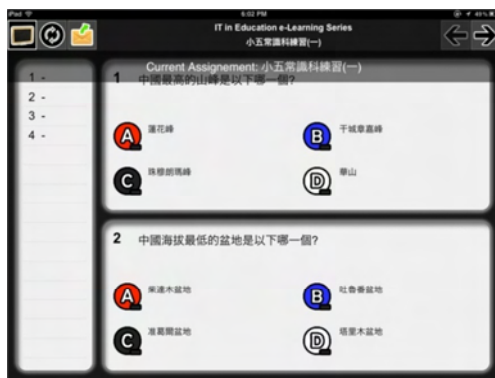 iPad
6:02 PM
49%
IT in Education e-Learning Series
小五常識科練習(一)
Current Assignement: 小五常識科練習(一)
1 -
2 -
3 -
4 -
1 中國最高的山峰是以下哪一個?
A 蓮花峰
B 干城章嘉峰
C 珠穆朗瑪峰
D 華山
2 中國海拔最低的盆地是以下哪一個?
A 柴達木盆地
B 吐魯番盆地
C 准葛爾盆地
D 塔里木盆地